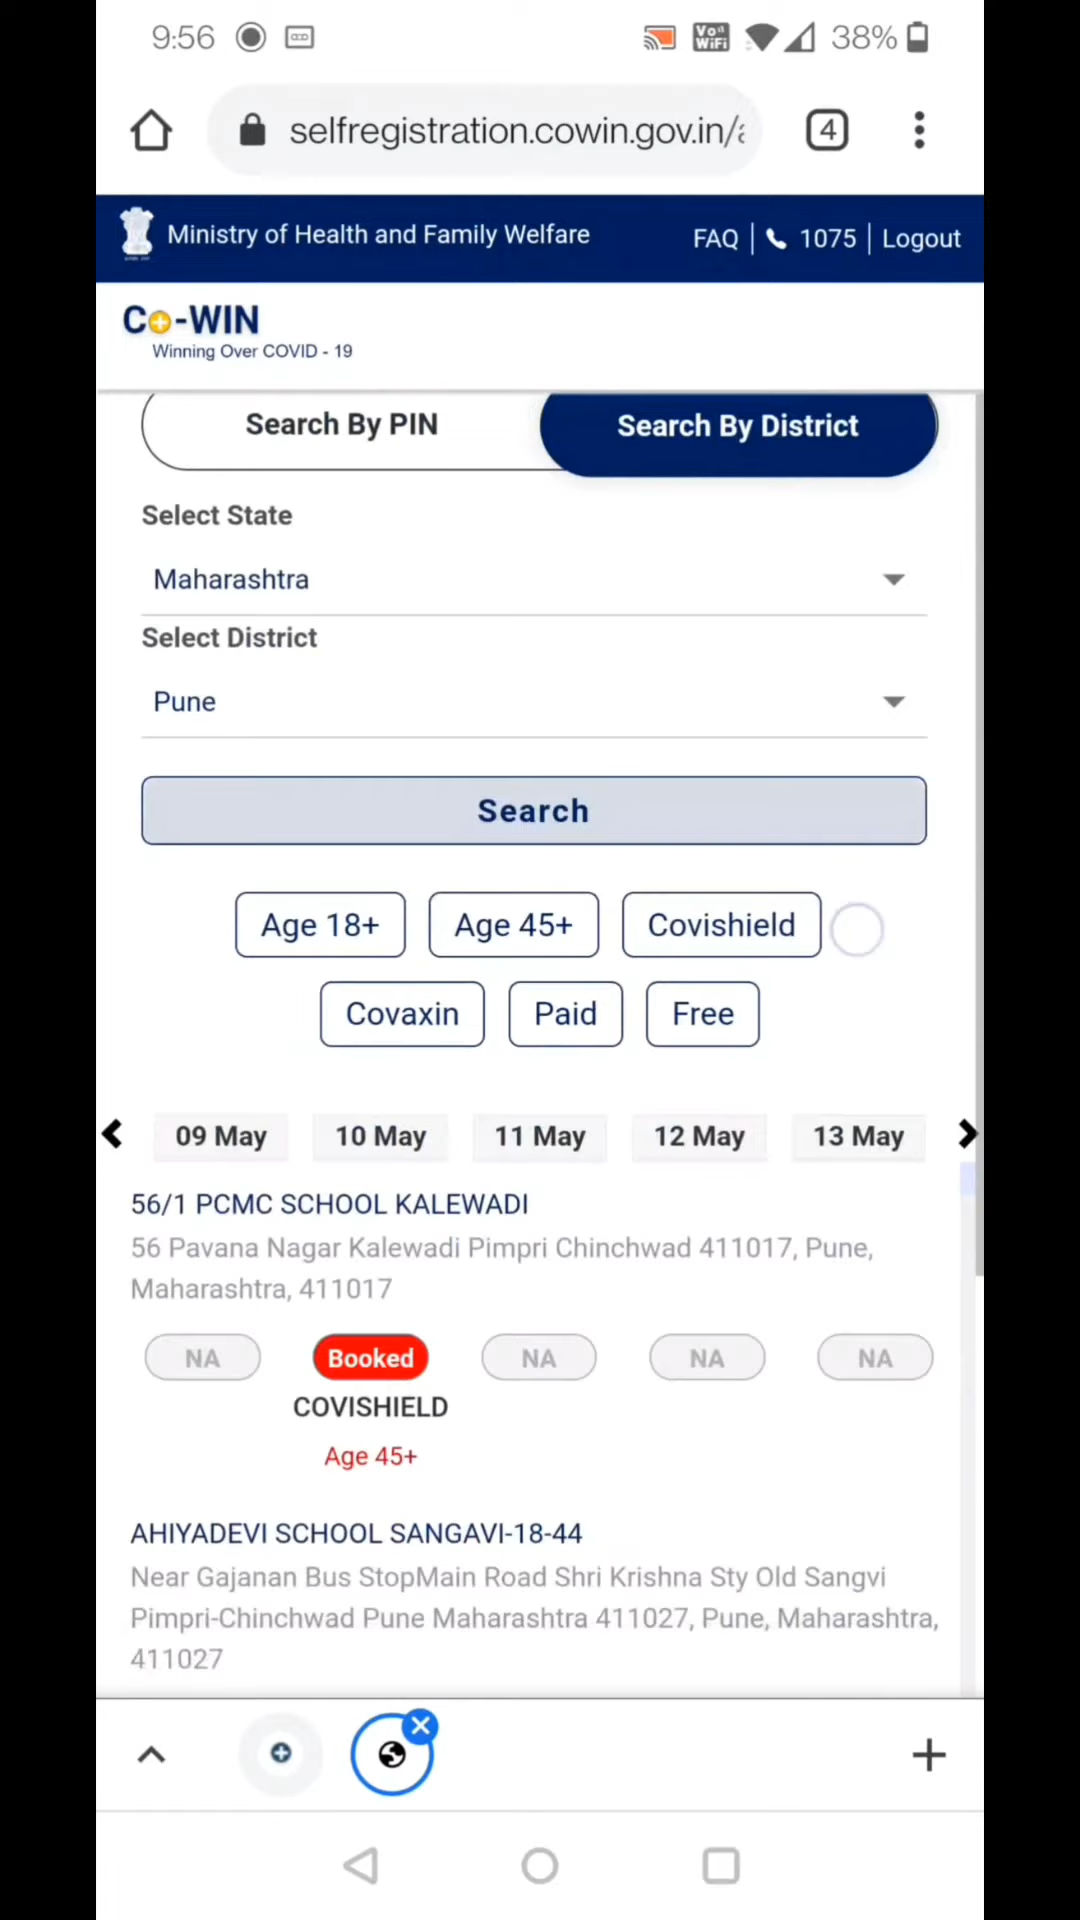 9:56
Vo WiFi
38%
selfregistration.cowin.gov.in/
4
Ministry of Health and Family Welfare
FAQ | 1075 | Logout
Co-WIN
Winning Over COVID - 19
Search By PIN
Search By District
Select State
Maharashtra
Select District
Pune
Search
Age 18+
Age 45+
Covishield
Covaxin
Paid
Free
09 May
10 May
11 May
12 May
13 May
56/1 PCMC SCHOOL KALEWADI
56 Pavana Nagar Kalewadi Pimpri Chinchwad 411017, Pune,
Maharashtra, 411017
NA
Booked
NA
NA
NA
COVISHIELD
Age 45+
AHIYADEVI SCHOOL SANGAVI-18-44
Near Gajanan Bus StopMain Road Shri Krishna Sty Old Sangvi
Pimpri-Chinchwad Pune Maharashtra 411027, Pune, Maharashtra,
411027